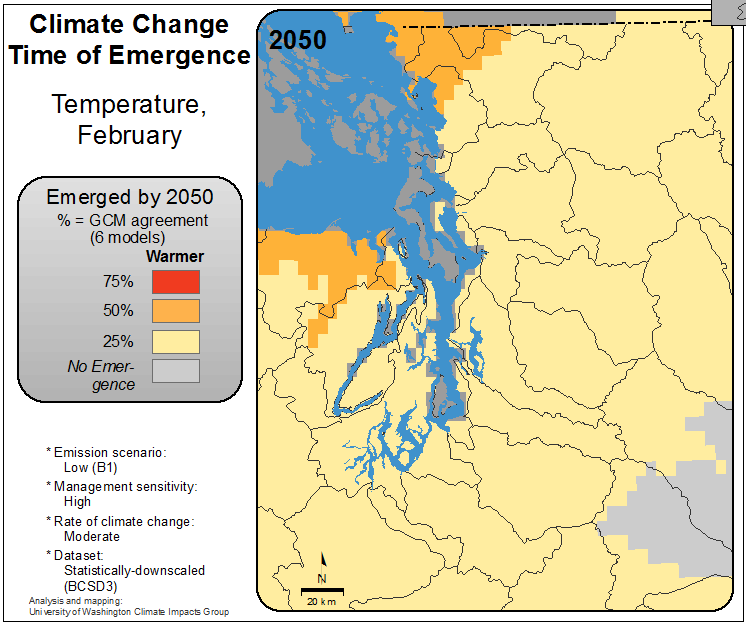 Climate Change
Time of Emergence
Temperature,
February
Emerged by 2050
% = GCM agreement
(6 models)
Warmer
75%
50%
25%
No Emer-
gence
* Emission scenario:
Low (B1)
* Management sensitivity:
High
* Rate of climate change:
Moderate
* Dataset:
Statistically-downscaled
(BCSD3)
Analysis and mapping:
University of Washington Climate Impacts Group
2050
N
20 km